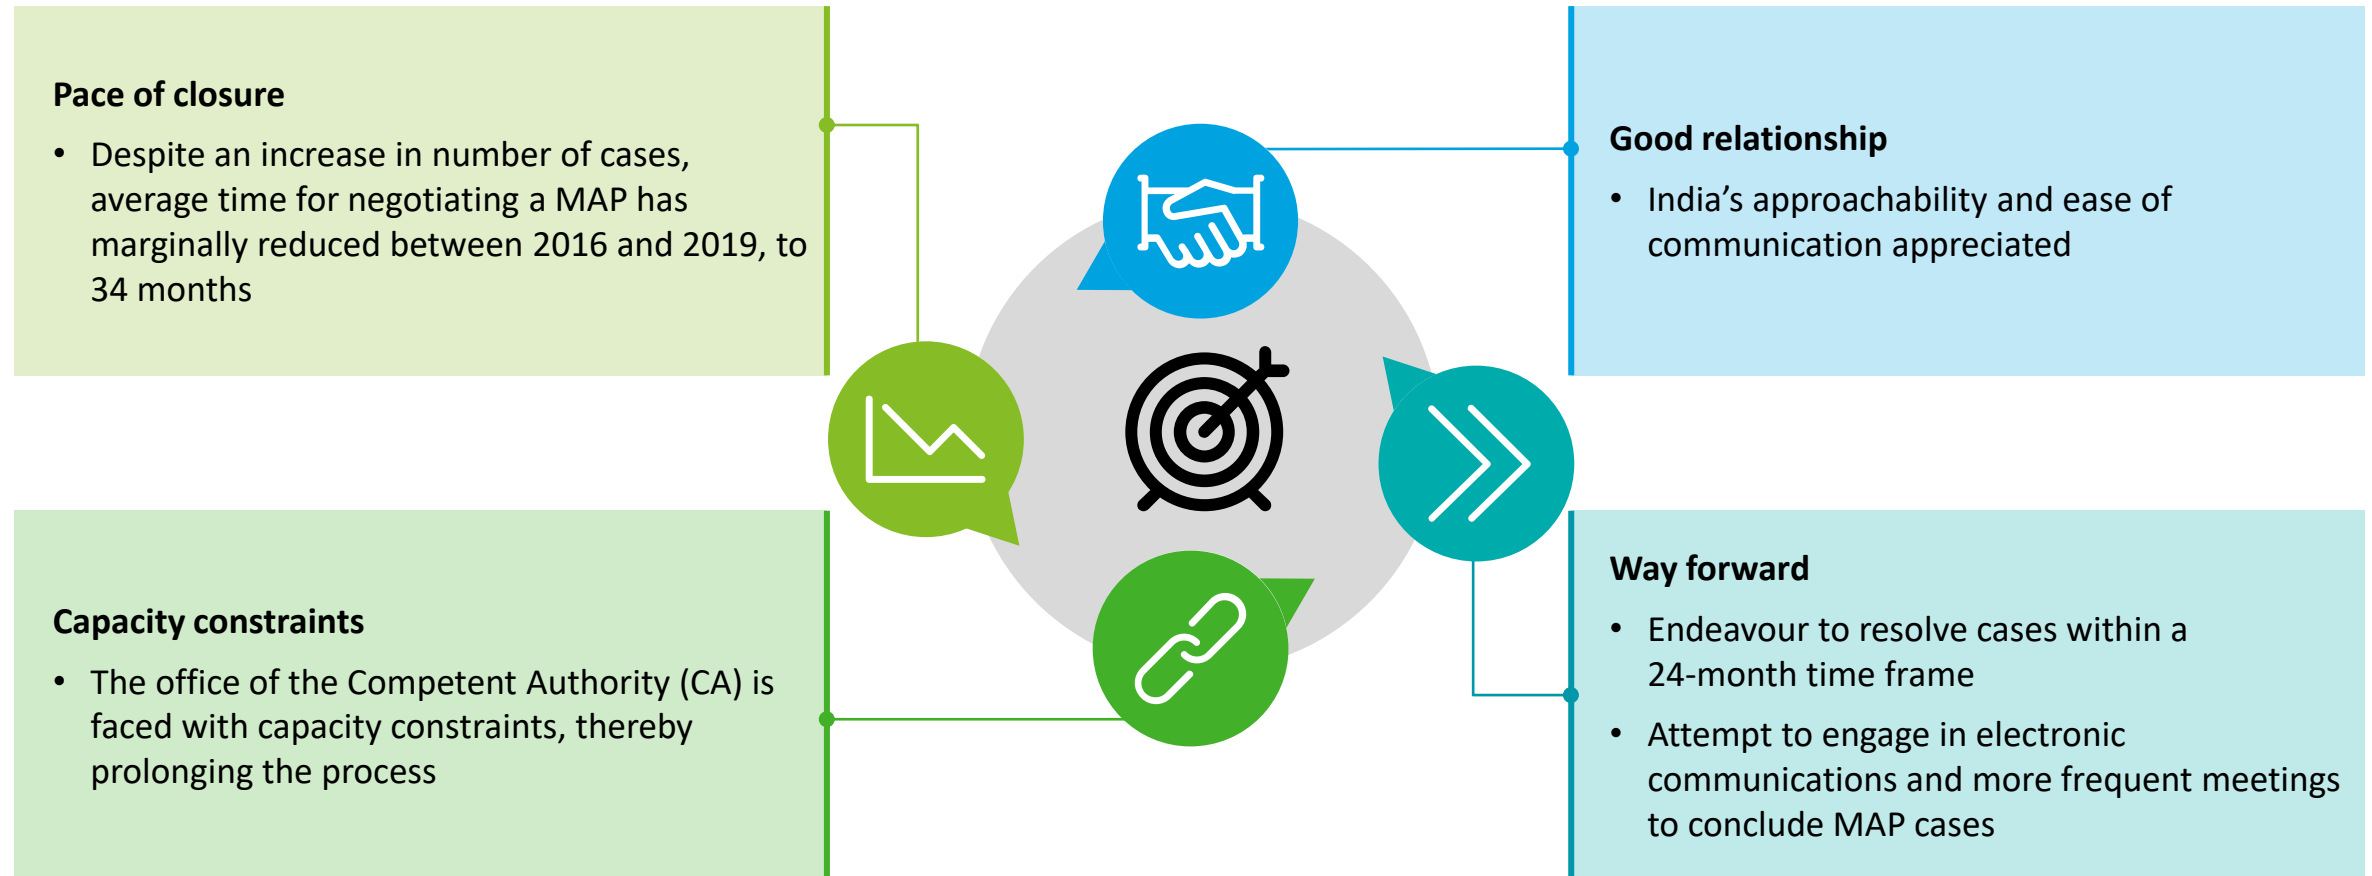 Pace of closure
• Despite an increase in number of cases,
average time for negotiating a MAP has
marginally reduced between 2016 and 2019, to
34 months
Good relationship
• India’s approachability and ease of
communication appreciated
Capacity constraints
• The office of the Competent Authority (CA) is
faced with capacity constraints, thereby
prolonging the process
Way forward
• Endeavour to resolve cases within a
24-month time frame
• Attempt to engage in electronic
communications and more frequent meetings
to conclude MAP cases